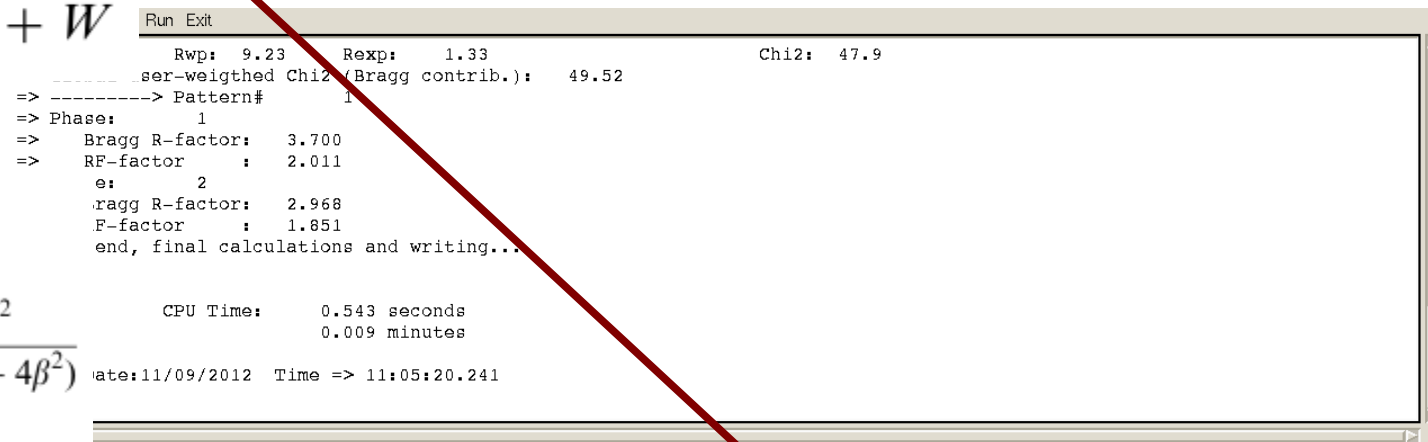 + W
Run Exit
Rwp: 9.23 Rexp: 1.33 Chi2: 47.9
ser-weigthed Chi2 (Bragg contrib.): 49.52
=> ---------> Pattern# 1
=> Phase: 1
=> Bragg R-factor: 3.700
=> RF-factor : 2.011
e: 2
ragg R-factor: 2.968
F-factor : 1.851
end, final calculations and writing...
2
CPU Time: 0.543 seconds
0.009 minutes
- 4β²)
ate:11/09/2012 Time => 11:05:20.241